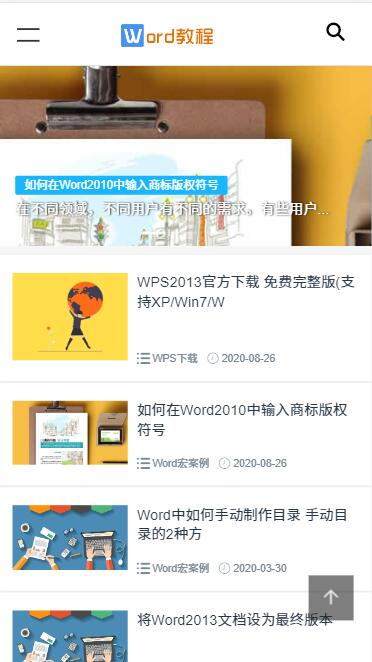 Word教程
如何在Word2010中输入商标版权符号
在不同领域，不同用户有不同的需求，有些用户...
WPS2013官方下载 免费完整版(支
持XP/Win7/W
WPS下载 2020-08-26
如何在Word2010中输入商标版权
符号
Word宏案例 2020-08-26
Word中如何手动制作目录 手动目
录的2种方
Word宏案例 2020-03-30
将Word2013文档设为最终版本